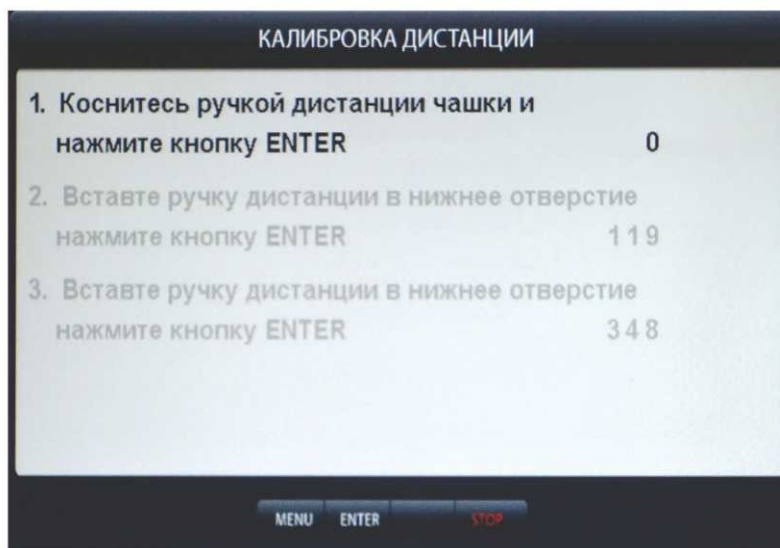 КАЛИБРОВКА ДИСТАНЦИИ
1. Коснитесь ручкой дистанции чашки и
нажмите кнопку ENTER 0
2. Вставте ручку дистанции в нижнее отверстие
нажмите кнопку ENTER 119
3. Вставте ручку дистанции в нижнее отверстие
нажмите кнопку ENTER 348
MENU ENTER STOP